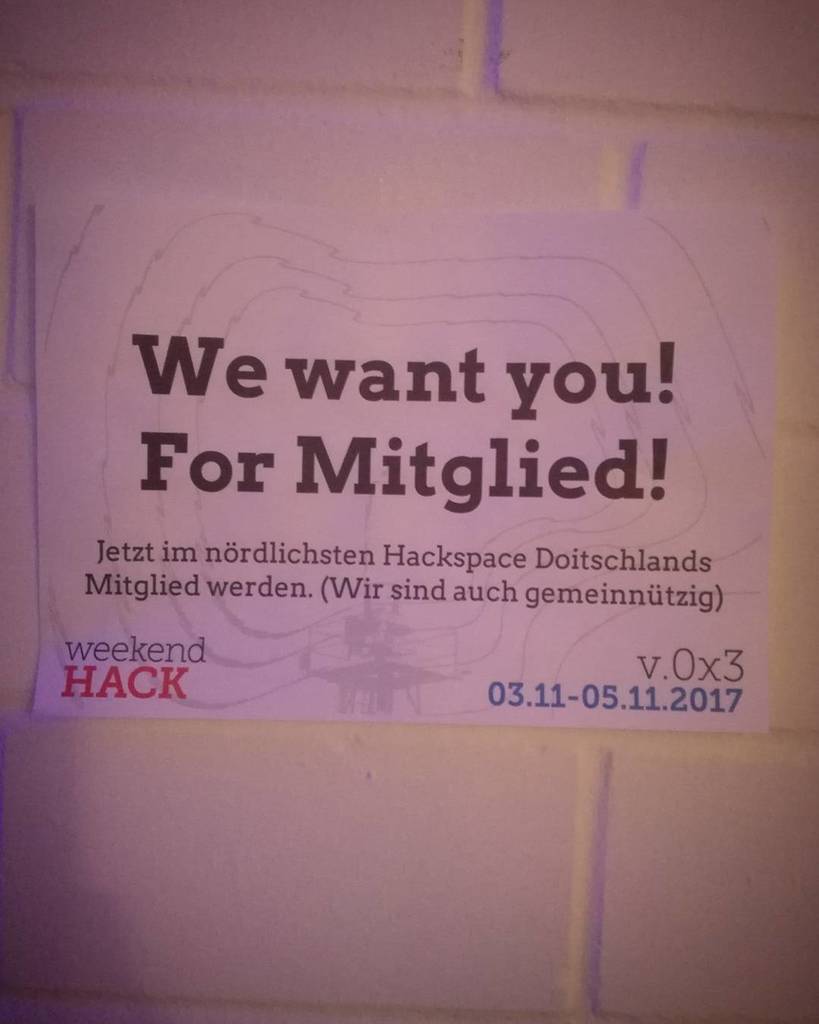 We want you!
For Mitglied!
Jetzt im nördlichsten Hackspace Doitschlands
Mitglied werden. (Wir sind auch gemeinnützig)
weekend
HACK
v.0x3
03.11-05.11.2017